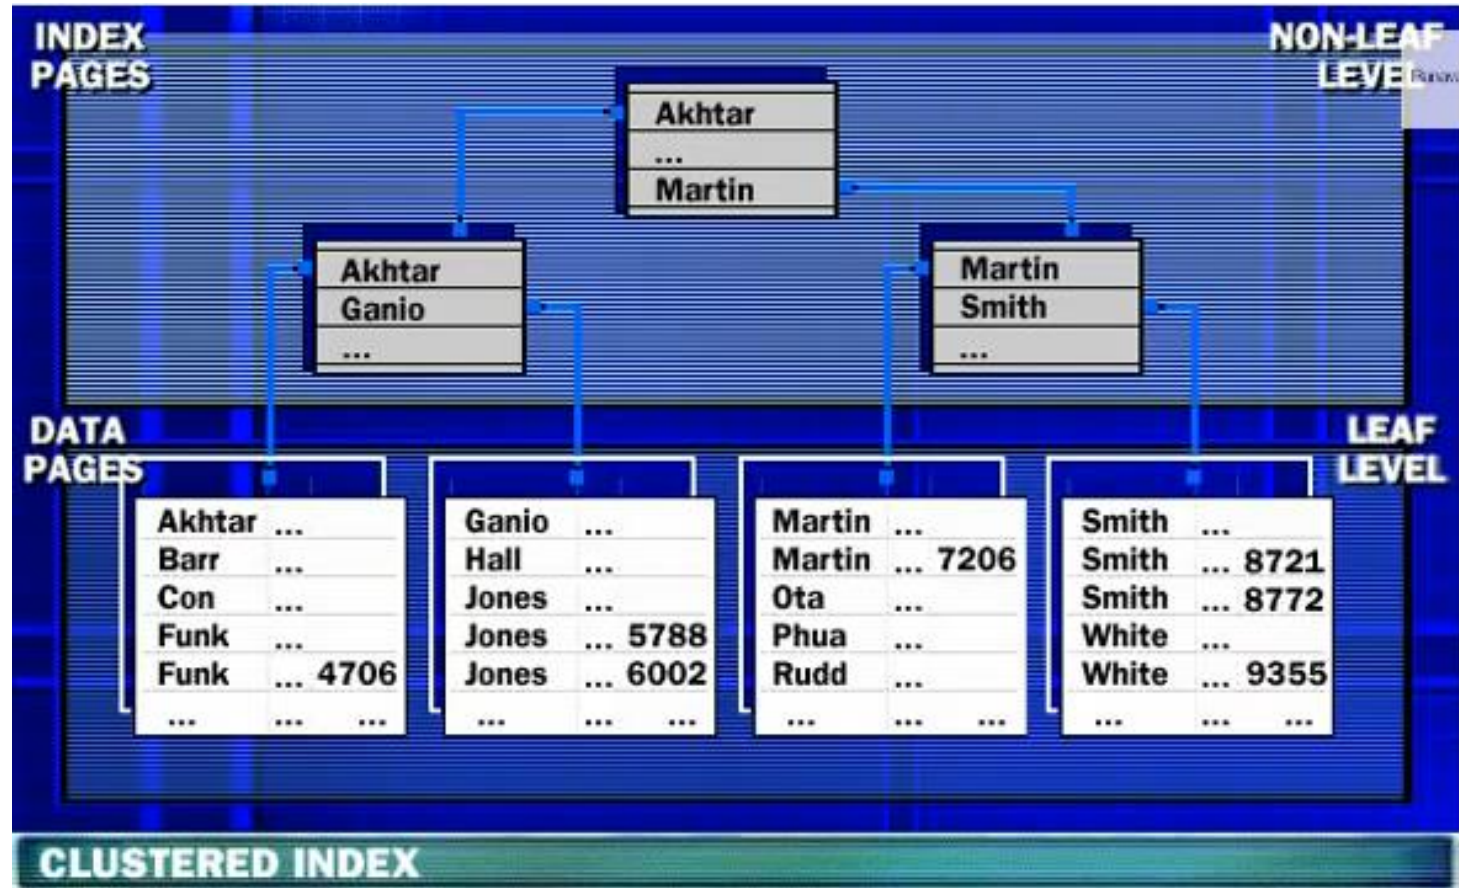 INDEX
PAGES
NON-LEAF
LEVEL
Akhtar
...
Martin
Akhtar
Ganio
...
Martin
Smith
...
DATA
PAGES
LEAF
LEVEL
Akhtar ...
Barr ...
Con ...
Funk ...
Funk ... 4706
... ... ...
Ganio ...
Hall ...
Jones ...
Jones ... 5788
Jones ... 6002
... ... ...
Martin ...
Martin ... 7206
Ota ...
Phua ...
Rudd ...
... ... ...
Smith ...
Smith ... 8721
Smith ... 8772
White ...
White ... 9355
... ... ...
CLUSTERED INDEX